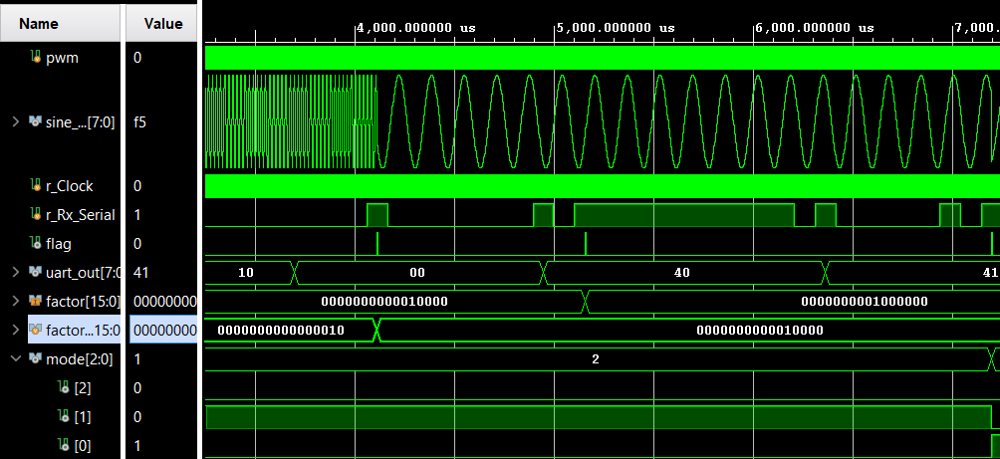 Name Value
4,000.000000 us 5,000.000000 us 6,000.000000 us 7,000.
pwm 0
sine_...[7:0] f5
r_Clock 0
r_Rx_Serial 1
flag 0
uart_out[7:0 41 10 00 40 41
factor[15:0] 00000000 0000000000010000 0000000001000000
factor...15:0 00000000 0000000000000010 0000000000010000
mode[2:0] 1 2
[2] 0
[1] 0
[0] 1